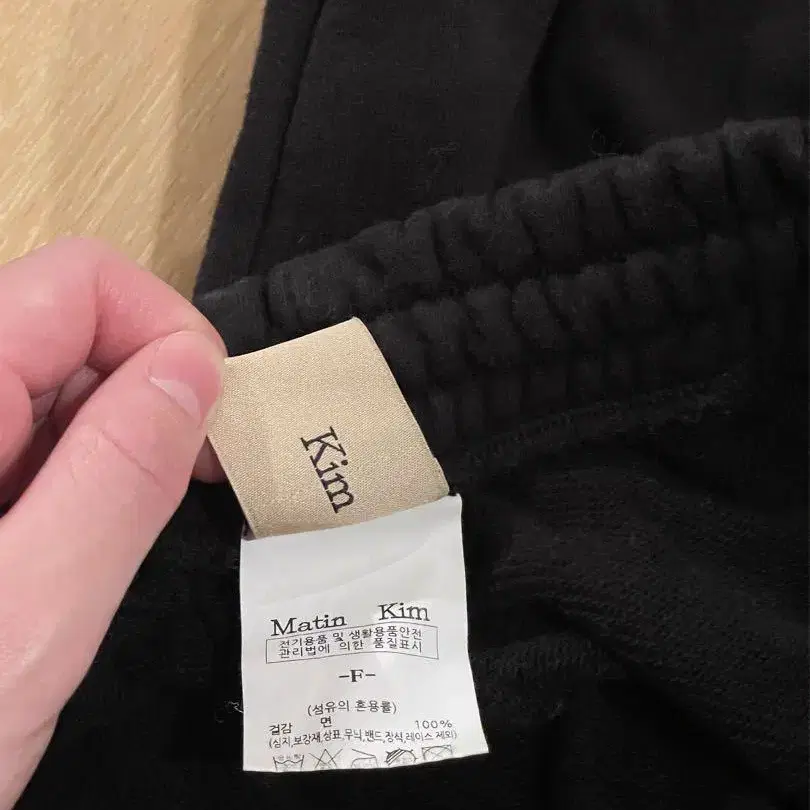 Kim
Matin Kim
전기용품 및 생활용품안전
관리법에 의한 품질표시
-F-
(섬유의 혼용률)
겉감 면 100%
(심지,보강재,상표,무늬,밴드,장식,레이스 제외)